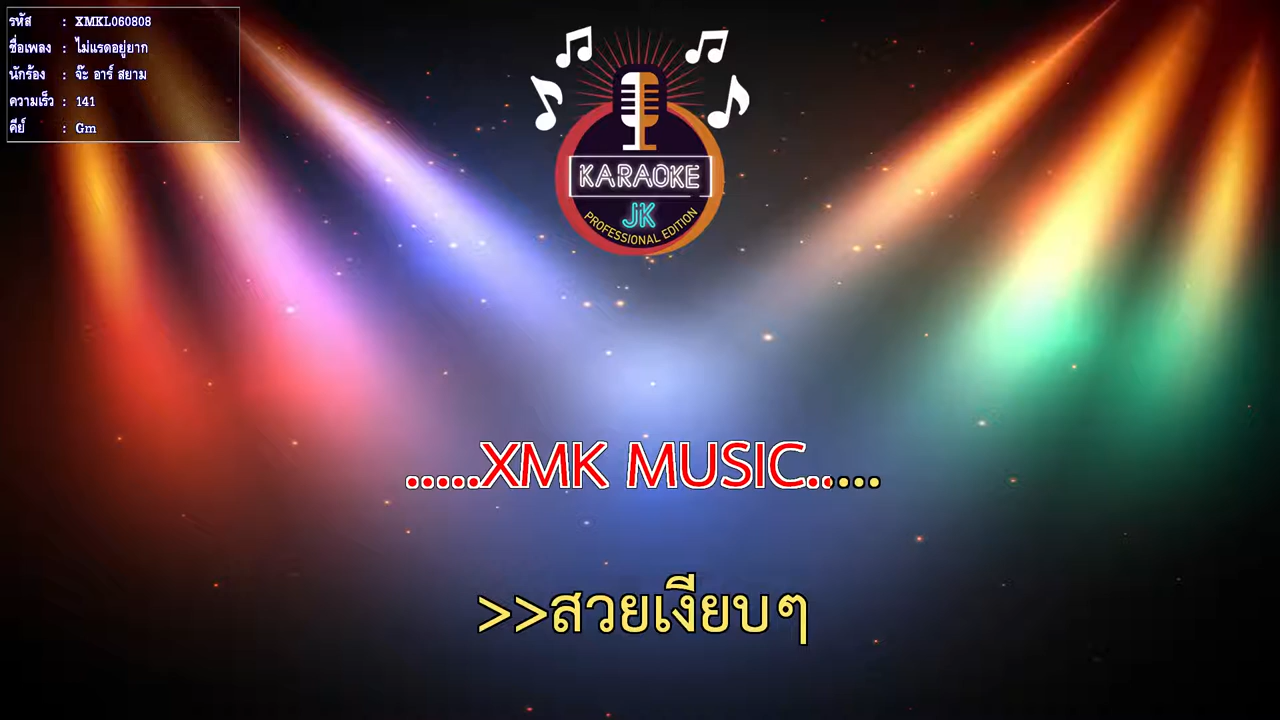 รหัส : XMKL060808
ชื่อเพลง : ไม่แรดอยู่ยาก
นักร้อง : จ๊ะ อาร์ สยาม
ความเร็ว : 141
คีย์ : Gm
KARAOKE
JK
PROFESSIONAL EDITION
.....XMK MUSIC.....
>>สวยเงียบๆ